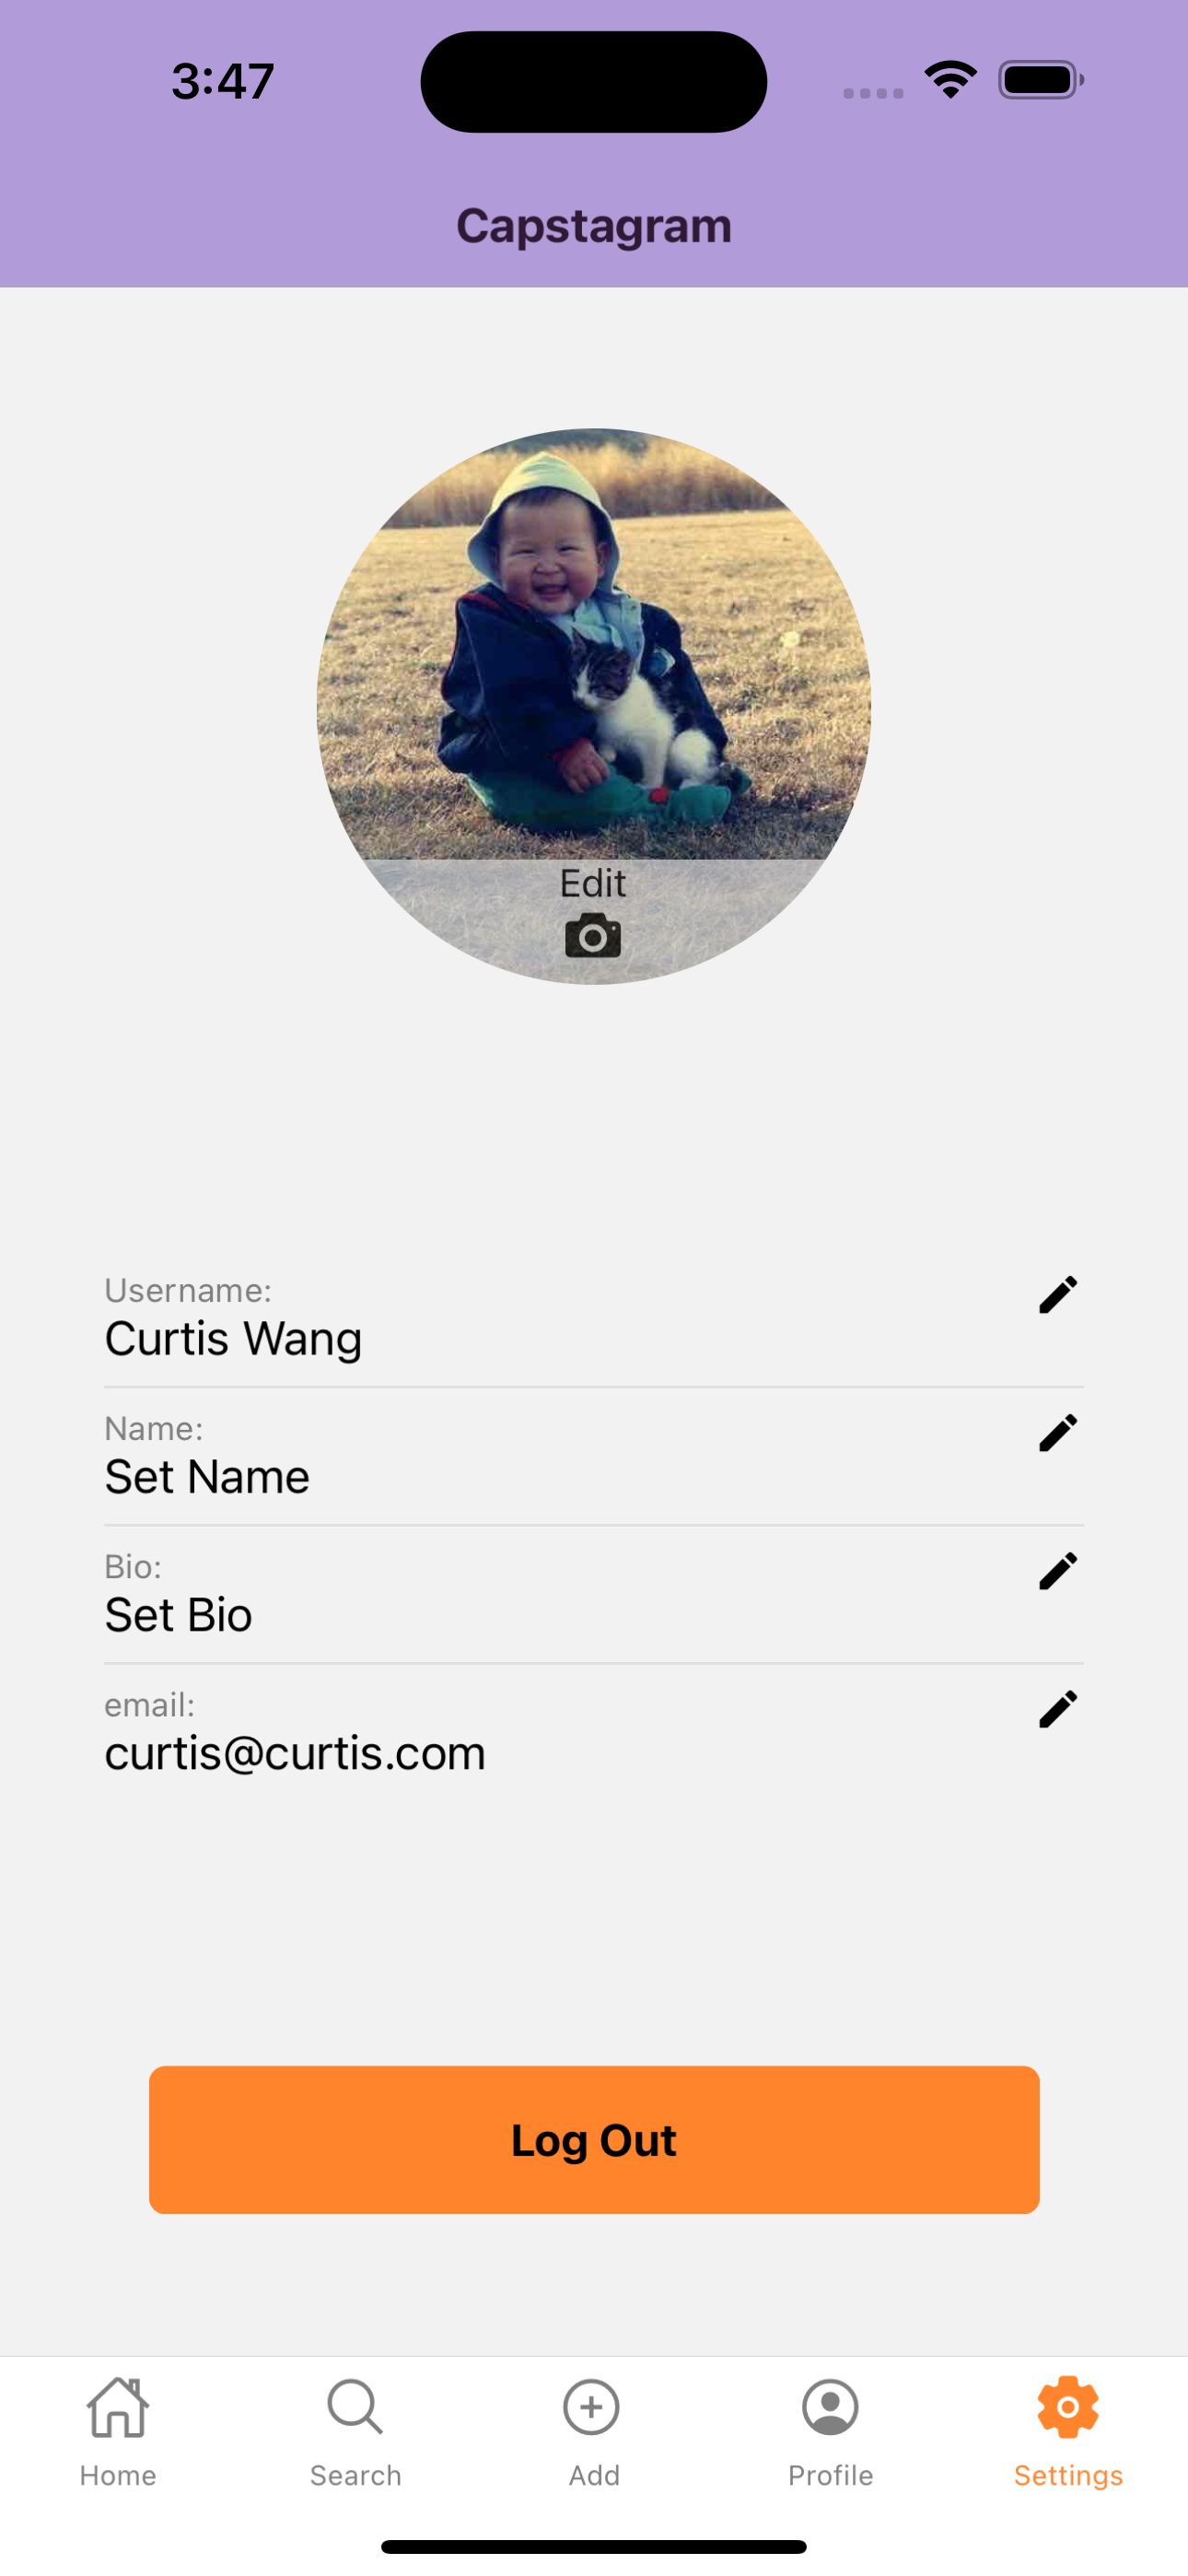 3:47
Capstagram
Edit
Username:
Curtis Wang
Name:
Set Name
Bio:
Set Bio
email:
curtis@curtis.com
Log Out
Home
Search
Add
Profile
Settings